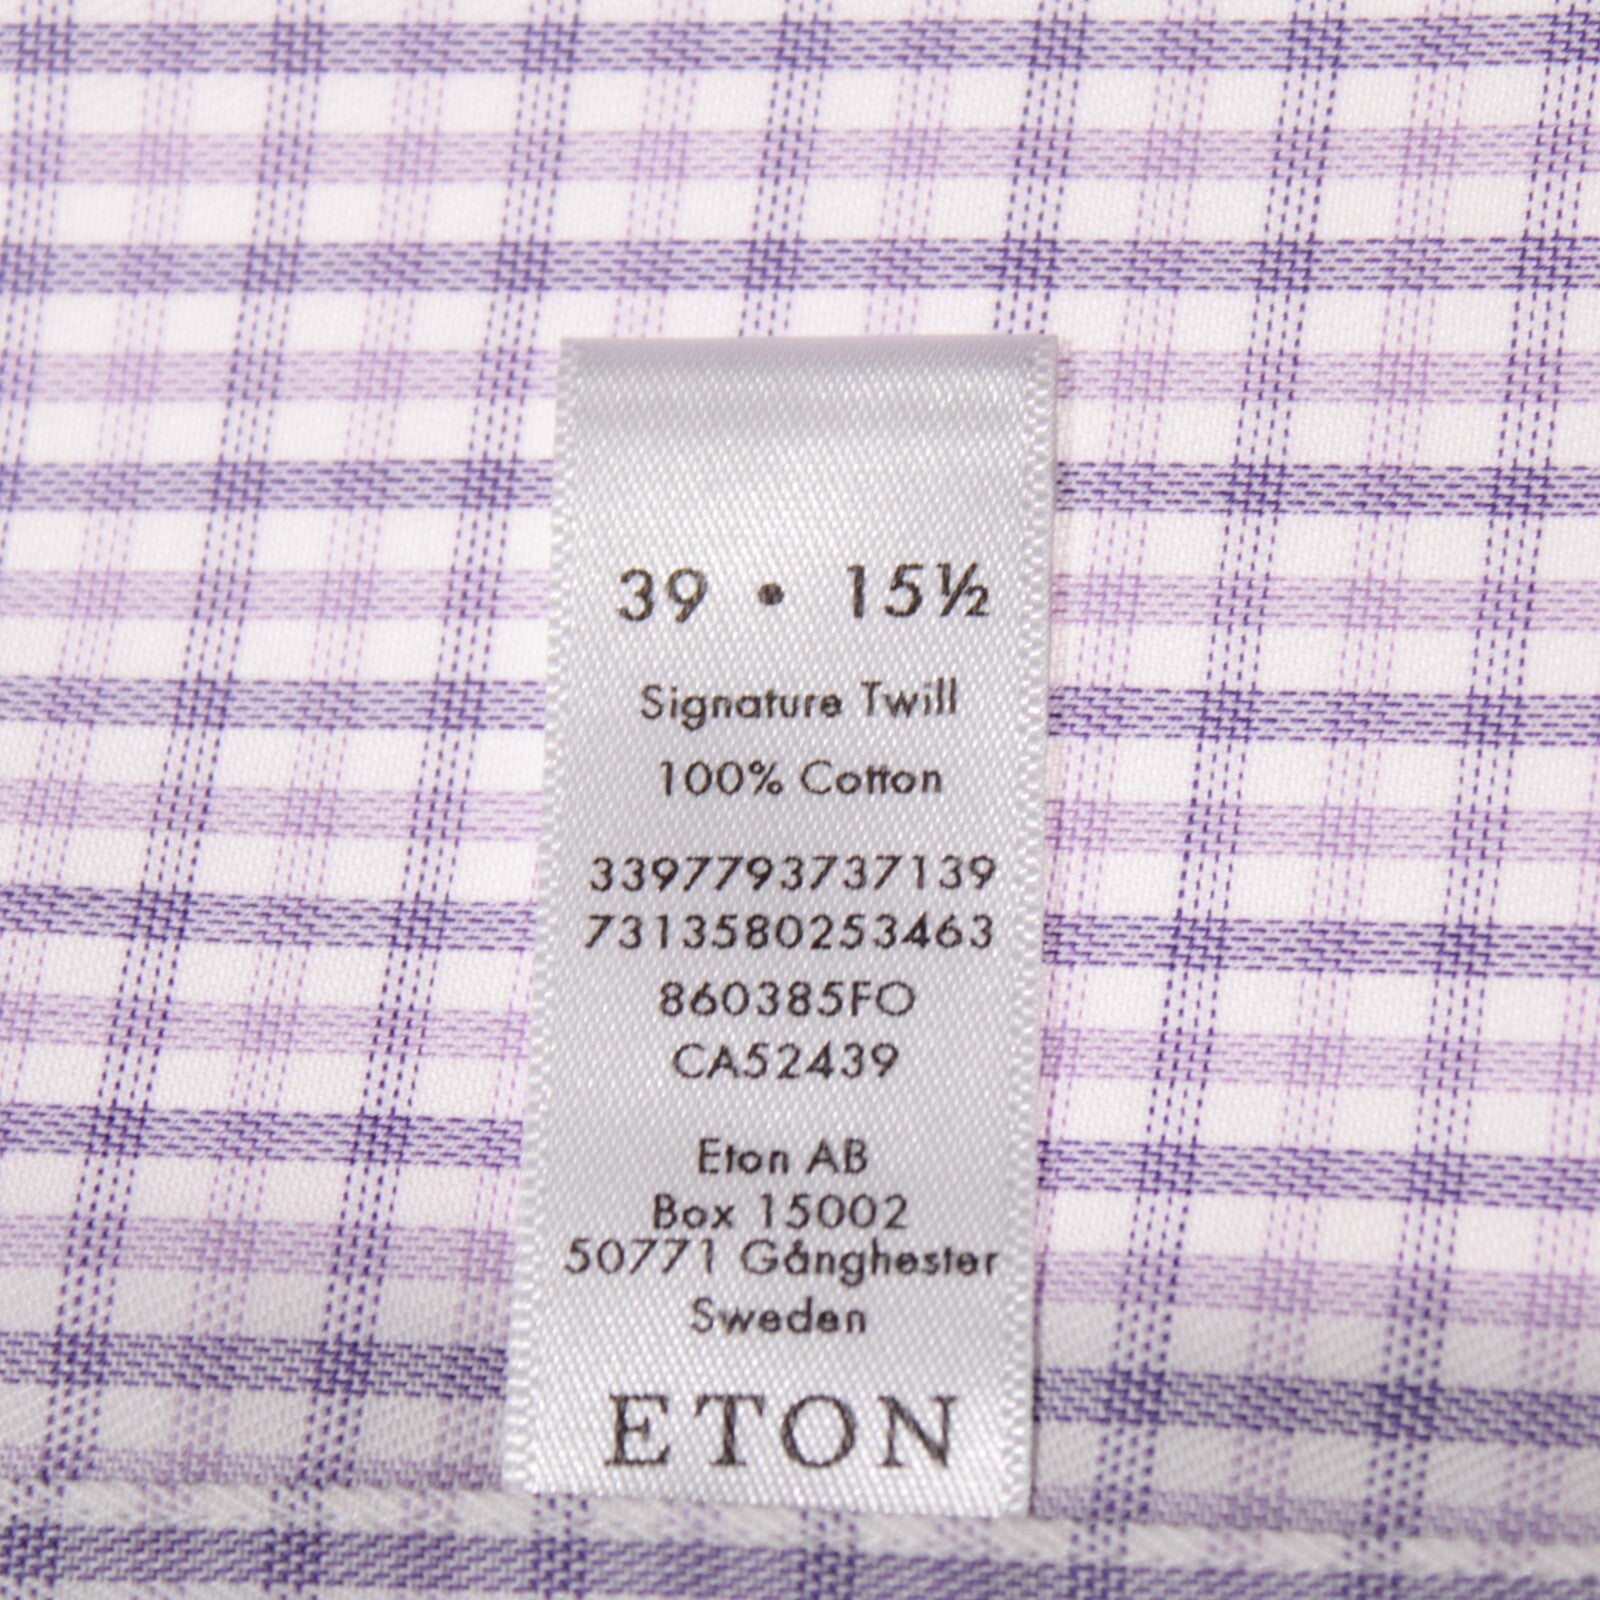 39 • 15½
Signature Twill
100% Cotton
3397793737139
7313580253463
860385FO
CA52439
Eton AB
Box 15002
50771 Gånghester
Sweden
ETON